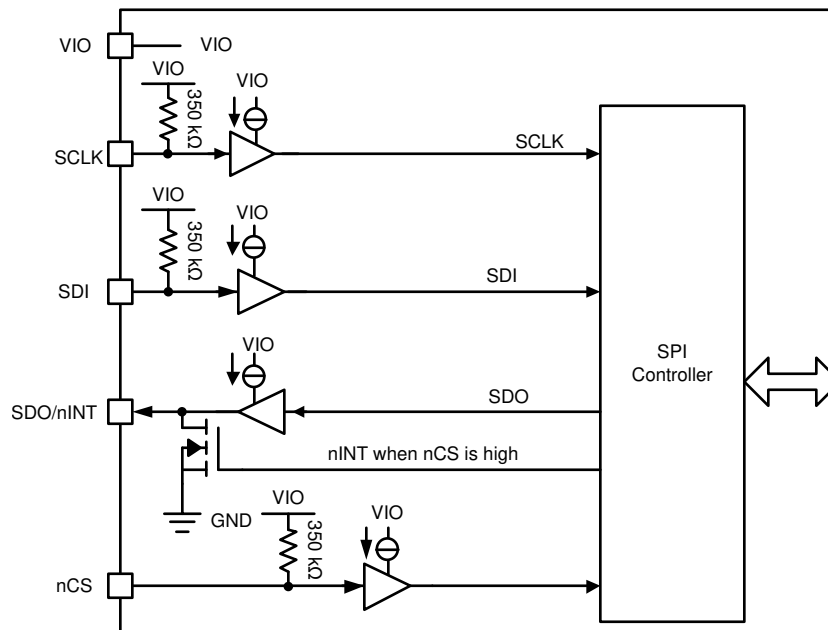 VIO VIO
VIO
350 kΩ
VIO
SCLK
SCLK
VIO
350 kΩ
VIO
SDI
SDI
SPI
Controller
VIO
SDO/nINT
SDO
nINT when nCS is high
GND
VIO
350 kΩ
VIO
nCS